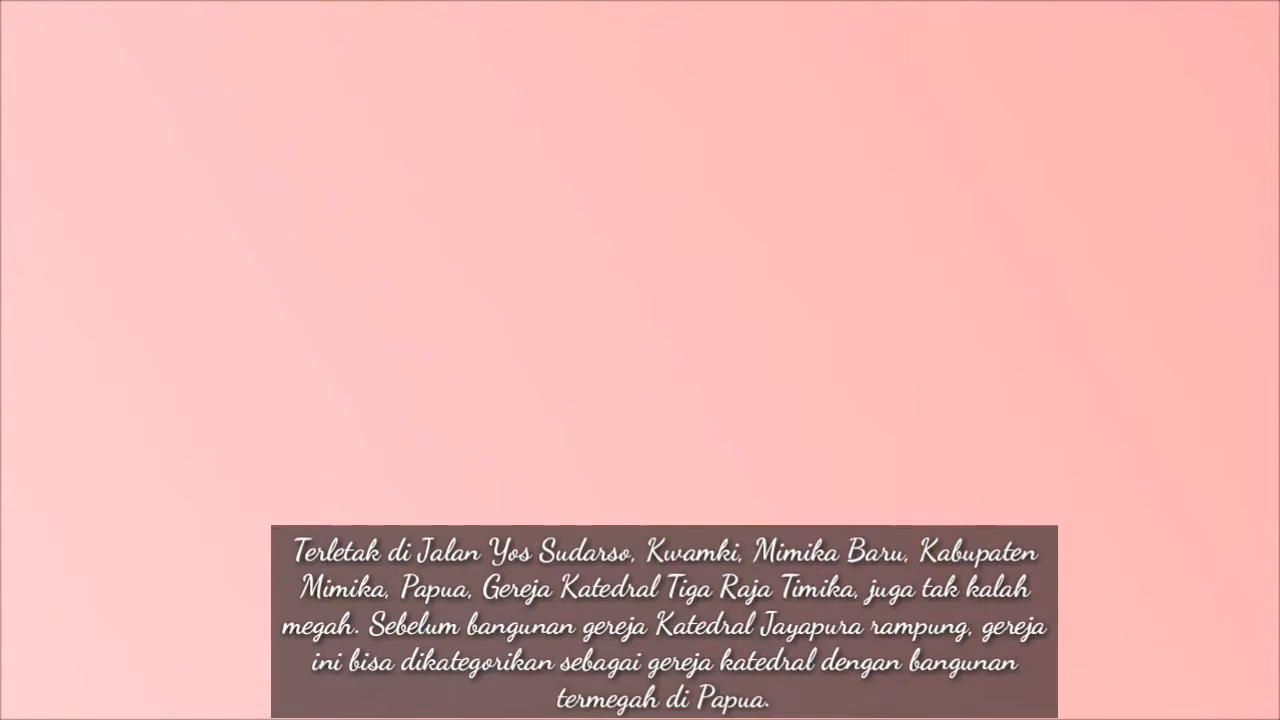 Terletak di Jalan Yos Sudarso, Kwamki, Mimika Baru, Kabupaten
Mimika, Papua, Gereja Katedral Tiga Raja Timika, juga tak kalah
megah. Sebelum bangunan gereja Katedral Jayapura rampung, gereja
ini bisa dikategorikan sebagai gereja katedral dengan bangunan
termegah di Papua.